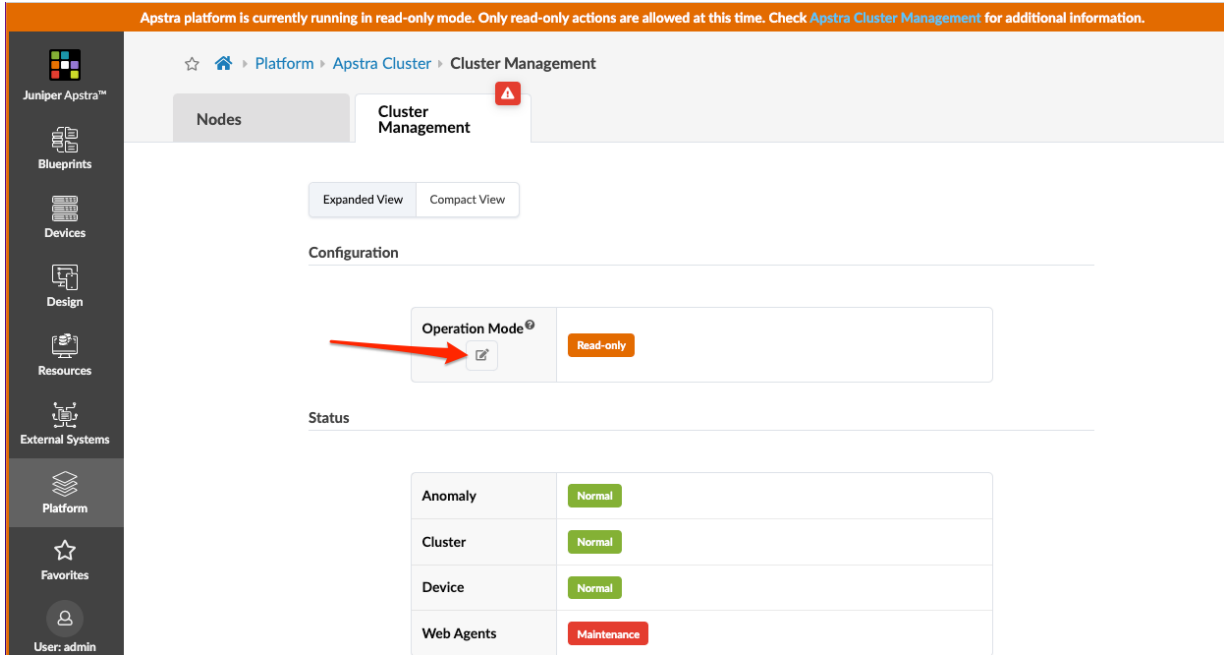 Apstra platform is currently running in read-only mode. Only read-only actions are allowed at this time. Check Apstra Cluster Management for additional information.
Juniper Apstra™
Platform
Apstra Cluster
Cluster Management
Nodes
Cluster
Management
Blueprints
Devices
Design
Resources
External Systems
Platform
Favorites
User: admin
Expanded View
Compact View
Configuration
Operation Mode
Read-only
Status
Anomaly
Normal
Cluster
Normal
Device
Normal
Web Agents
Maintenance